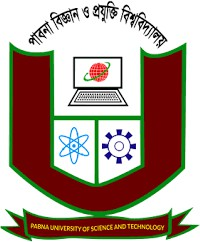 পাবনা বিজ্ঞান ও প্রযুক্তি বিশ্ববিদ্যালয়
PABNA UNIVERSITY OF SCIENCE AND TECHNOLOGY